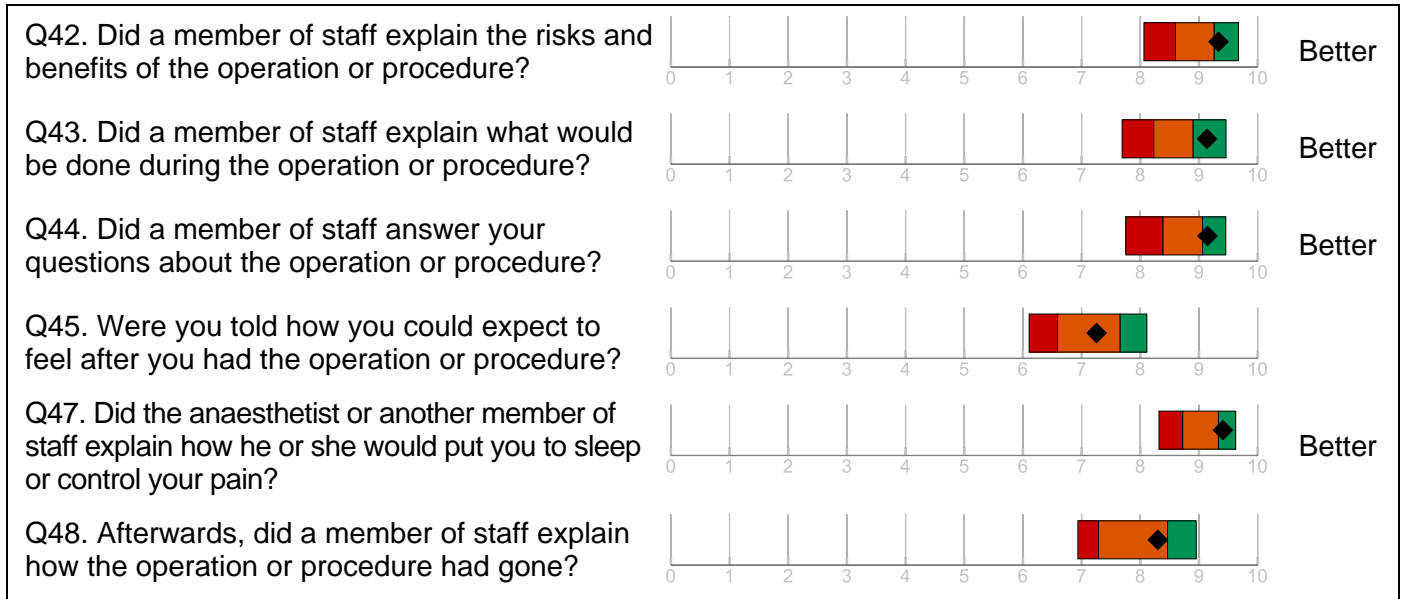 Q42. Did a member of staff explain the risks and
benefits of the operation or procedure?
0 1 2 3 4 5 6 7 8 9 10
Better
Q43. Did a member of staff explain what would
be done during the operation or procedure?
0 1 2 3 4 5 6 7 8 9 10
Better
Q44. Did a member of staff answer your
questions about the operation or procedure?
0 1 2 3 4 5 6 7 8 9 10
Better
Q45. Were you told how you could expect to
feel after you had the operation or procedure?
0 1 2 3 4 5 6 7 8 9 10
Q47. Did the anaesthetist or another member of
staff explain how he or she would put you to sleep
or control your pain?
0 1 2 3 4 5 6 7 8 9 10
Better
Q48. Afterwards, did a member of staff explain
how the operation or procedure had gone?
0 1 2 3 4 5 6 7 8 9 10